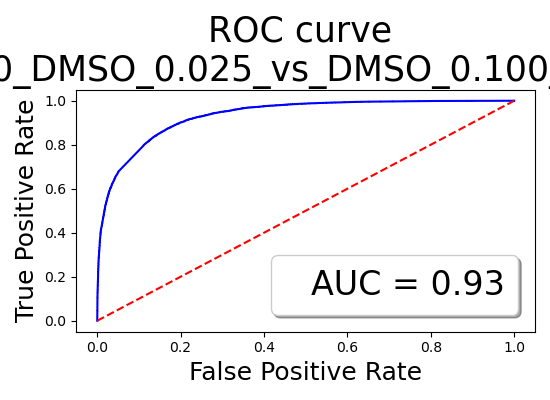 ROC curve
0_DMSO_0.025_vs_DMSO_0.100_
True Positive Rate
1.0
0.8
0.6
0.4
0.2
0.0
AUC = 0.93
0.0 0.2 0.4 0.6 0.8 1.0
False Positive Rate